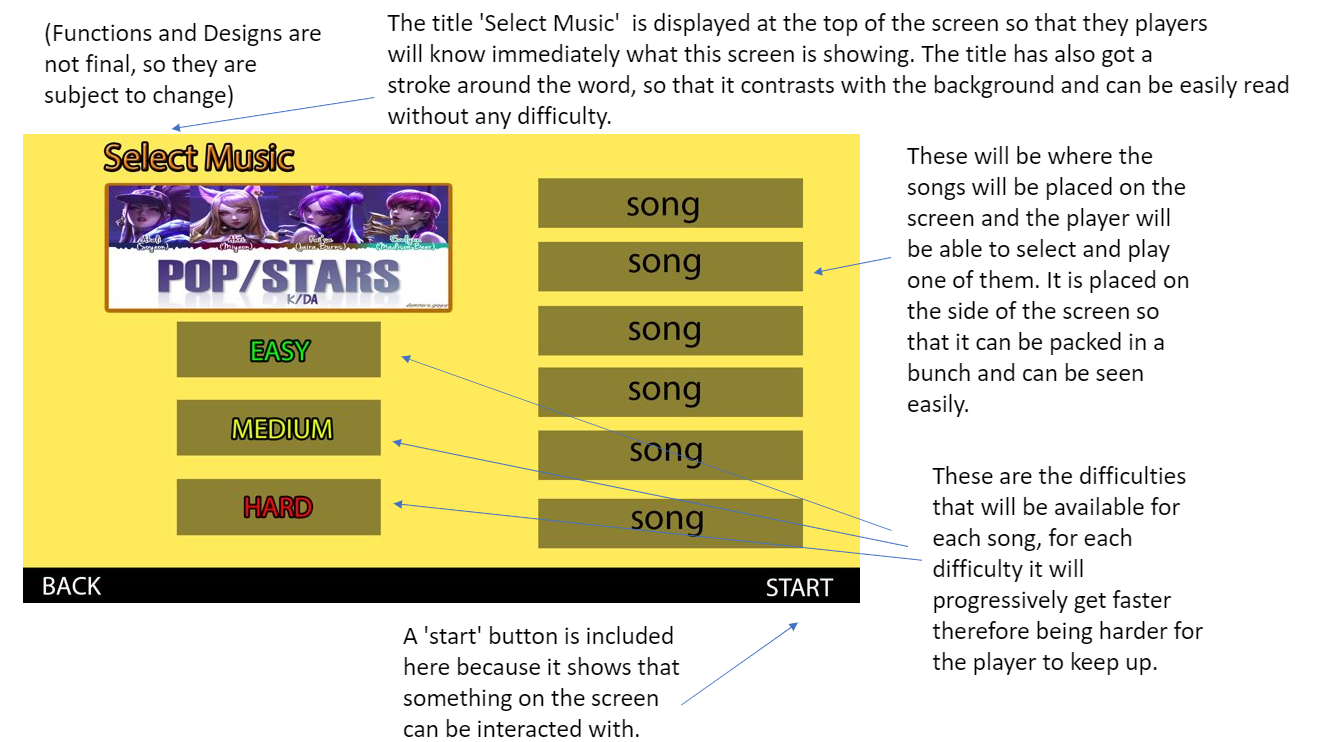 (Functions and Designs are
not final, so they are
subject to change)
The title 'Select Music'  is displayed at the top of the screen so that they players
will know immediately what this screen is showing. The title has also got a
stroke around the word, so that it contrasts with the background and can be easily read
without any difficulty.
Select Music
POP/STARS
K/DA
EASY
MEDIUM
HARD
song
song
song
song
song
song
BACK
START
These will be where the
songs will be placed on the
screen and the player will
be able to select and play
one of them. It is placed on
the side of the screen so
that it can be packed in a
bunch and can be seen
easily.
These are the difficulties
that will be available for
each song, for each
difficulty it will
progressively get faster
therefore being harder for
the player to keep up.
A 'start' button is included
here because it shows that
something on the screen
can be interacted with.